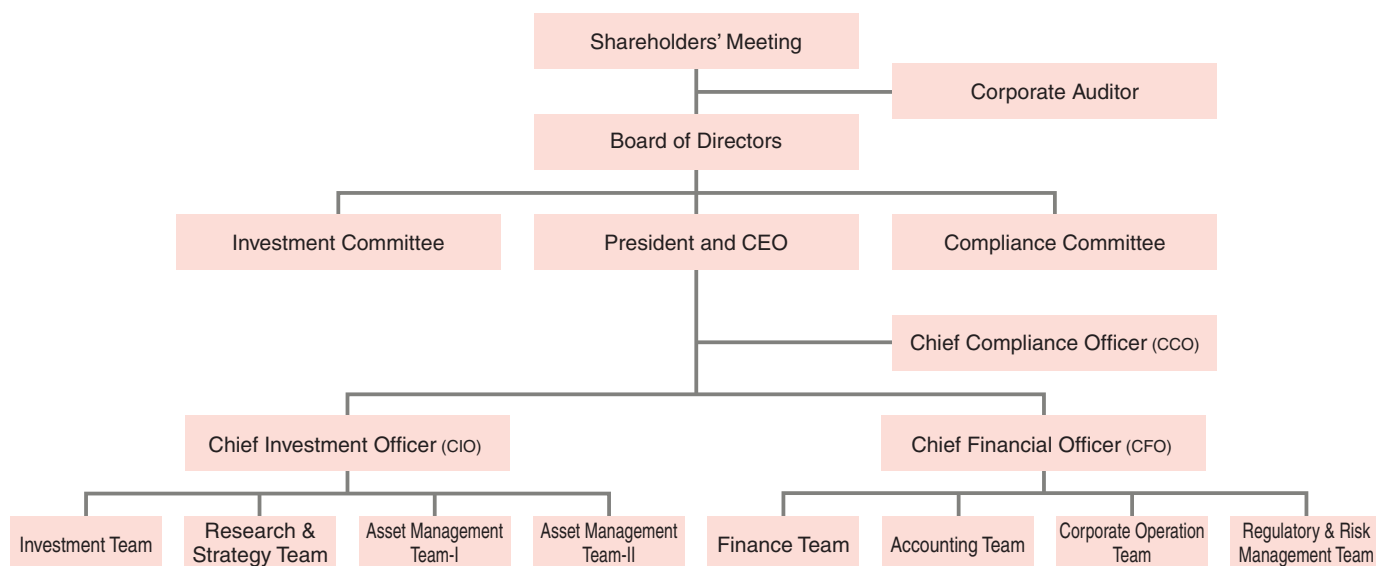 Shareholders’ Meeting
Corporate Auditor
Board of Directors
Investment Committee
President and CEO
Compliance Committee
Chief Compliance Officer (CCO)
Chief Investment Officer (CIO)
Chief Financial Officer (CFO)
Investment Team
Research &
Strategy Team
Asset Management
Team-I
Asset Management
Team-II
Finance Team
Accounting Team
Corporate Operation
Team
Regulatory & Risk
Management Team